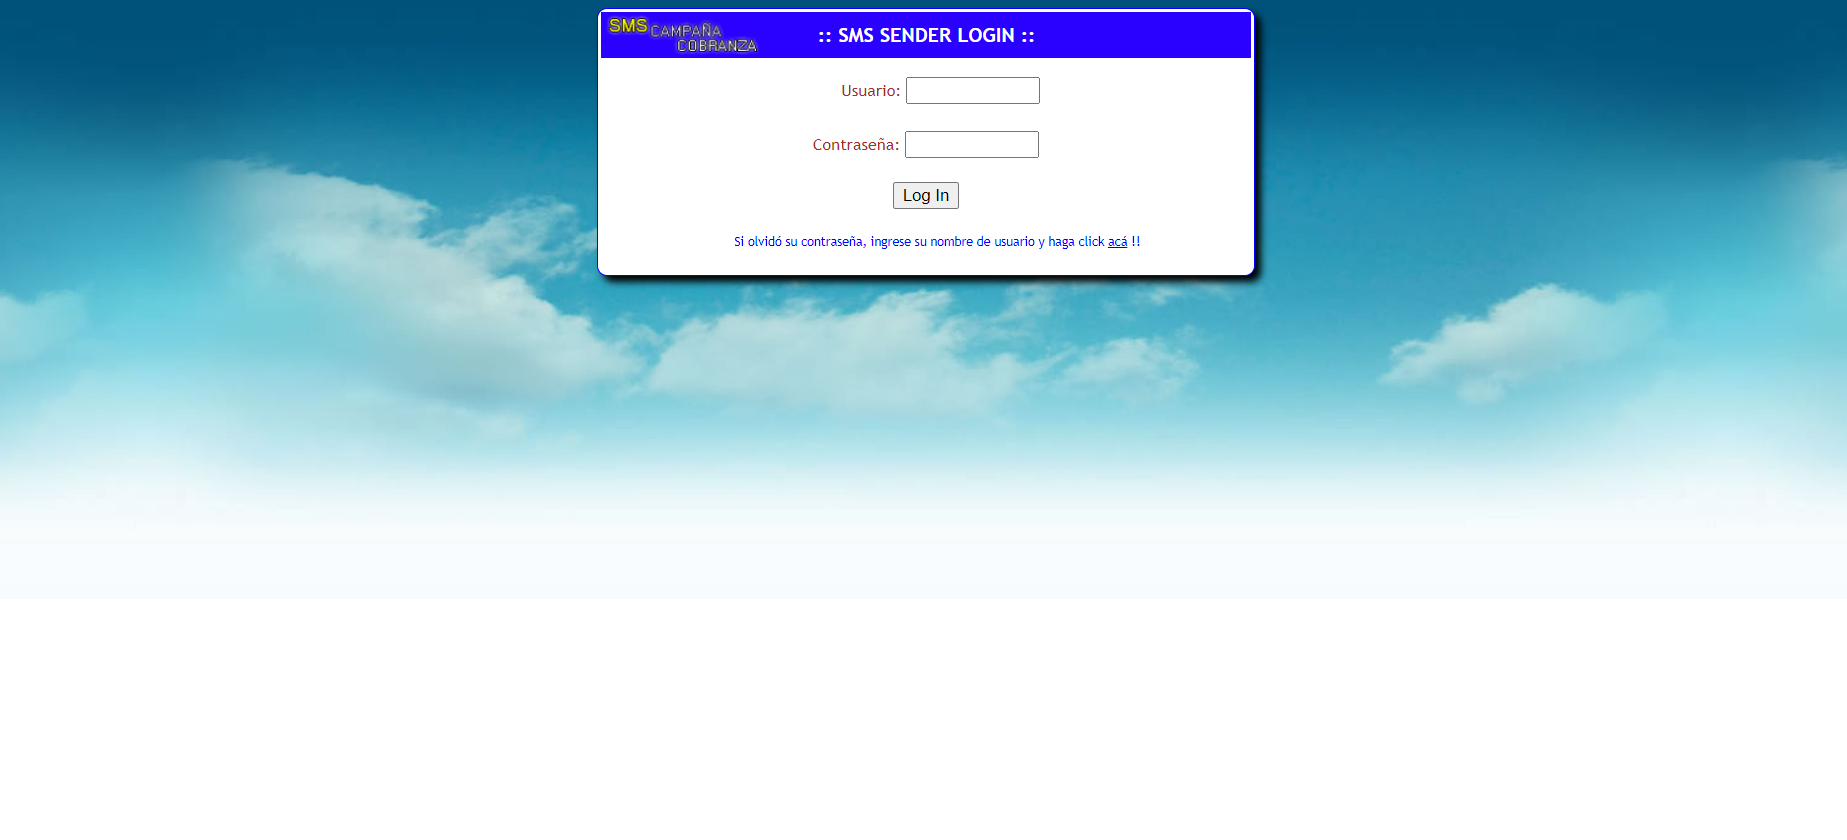 SMS CAMPAÑA
COBRANZA
:: SMS SENDER LOGIN ::
Usuario:
Contraseña:
Log In
Si olvidó su contraseña, ingrese su nombre de usuario y haga click acá !!